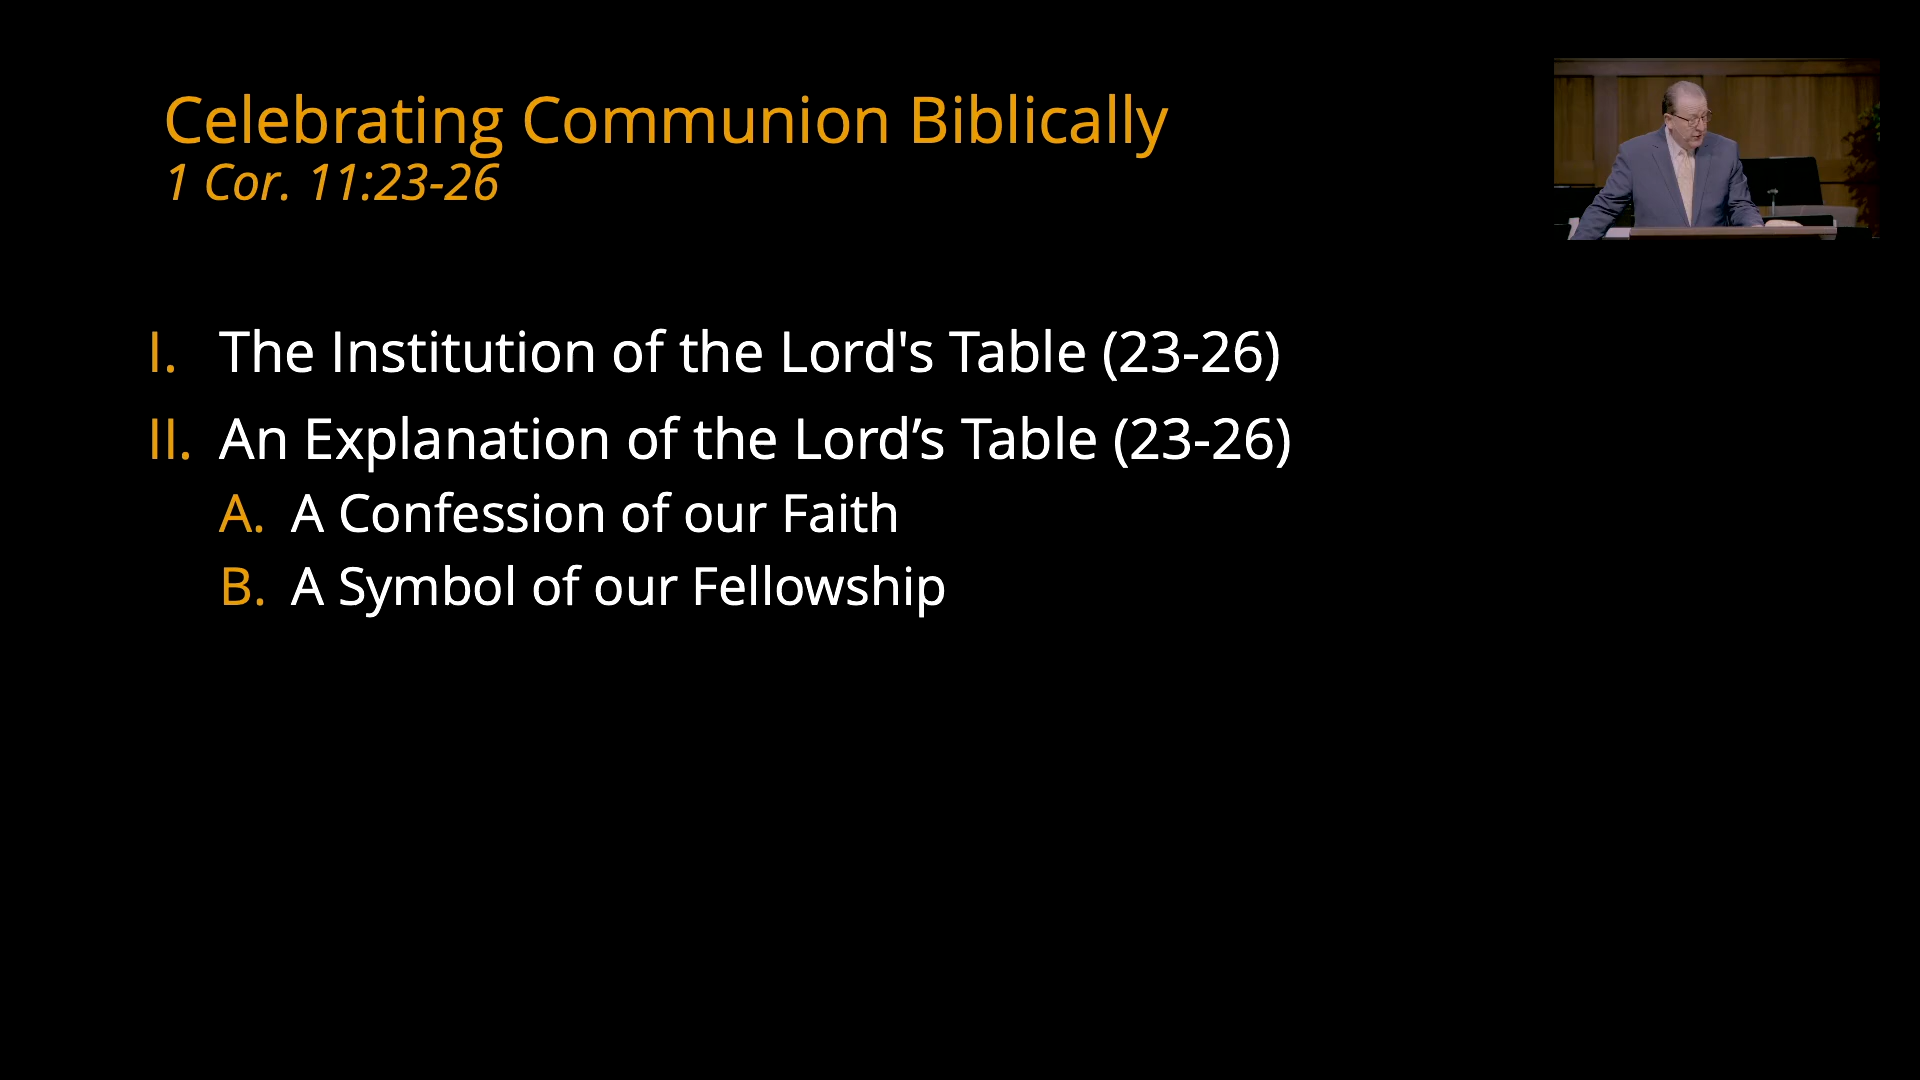 Celebrating Communion Biblically
1 Cor. 11:23-26
I. The Institution of the Lord's Table (23-26)
II. An Explanation of the Lord’s Table (23-26)
A. A Confession of our Faith
B. A Symbol of our Fellowship